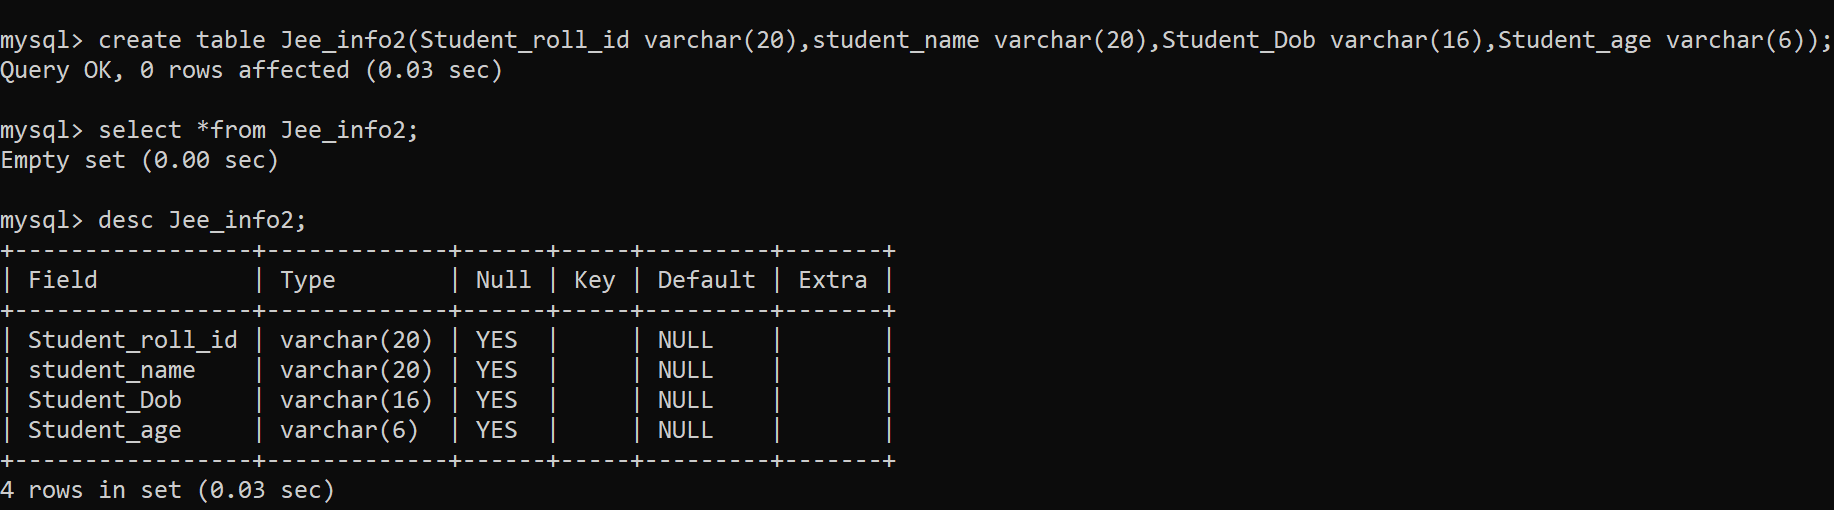 mysql> create table Jee_info2(Student_roll_id varchar(20),student_name varchar(20),Student_Dob varchar(16),Student_age varchar(6));
Query OK, 0 rows affected (0.03 sec)

mysql> select *from Jee_info2;
Empty set (0.00 sec)

mysql> desc Jee_info2;
+-----------------+-------------+------+-----+---------+-------+
| Field           | Type        | Null | Key | Default | Extra |
+-----------------+-------------+------+-----+---------+-------+
| Student_roll_id | varchar(20) | YES  |     | NULL    |       |
| student_name    | varchar(20) | YES  |     | NULL    |       |
| Student_Dob     | varchar(16) | YES  |     | NULL    |       |
| Student_age     | varchar(6)  | YES  |     | NULL    |       |
+-----------------+-------------+------+-----+---------+-------+
4 rows in set (0.03 sec)